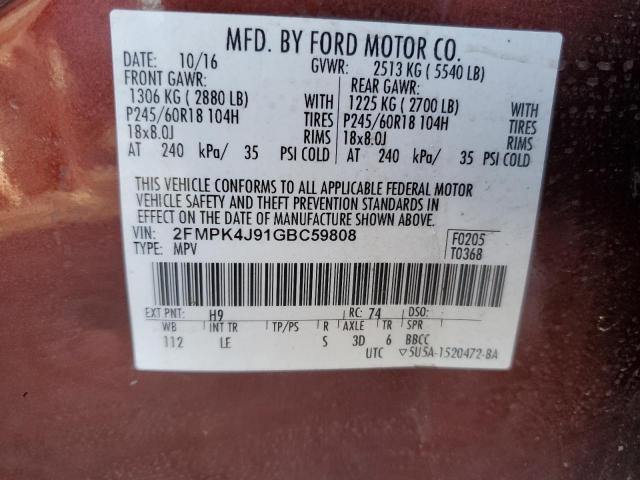 MFD. BY FORD MOTOR CO.
DATE: 10/16 GVWR: 2513 KG ( 5540 LB)
FRONT GAWR: REAR GAWR:
1306 KG ( 2880 LB) WITH 1225 KG ( 2700 LB) WITH
P245/60R18 104H TIRES P245/60R18 104H TIRES
18x8.0J RIMS 18x8.0J RIMS
AT 240 kPa/ 35 PSI COLD AT 240 kPa/ 35 PSI COLD
THIS VEHICLE CONFORMS TO ALL APPLICABLE FEDERAL MOTOR
VEHICLE SAFETY AND THEFT PREVENTION STANDARDS IN
EFFECT ON THE DATE OF MANUFACTURE SHOWN ABOVE.
VIN: 2FMPK4J91GBC59808 F0205
TYPE: MPV T0368
EXT PNT: H9 RC: 74 DSO:
WB INT TR TP/PS R AXLE TR SPR
112 LE S 3D 6 BBCC
UTC ▽5U5A-1520472-BA